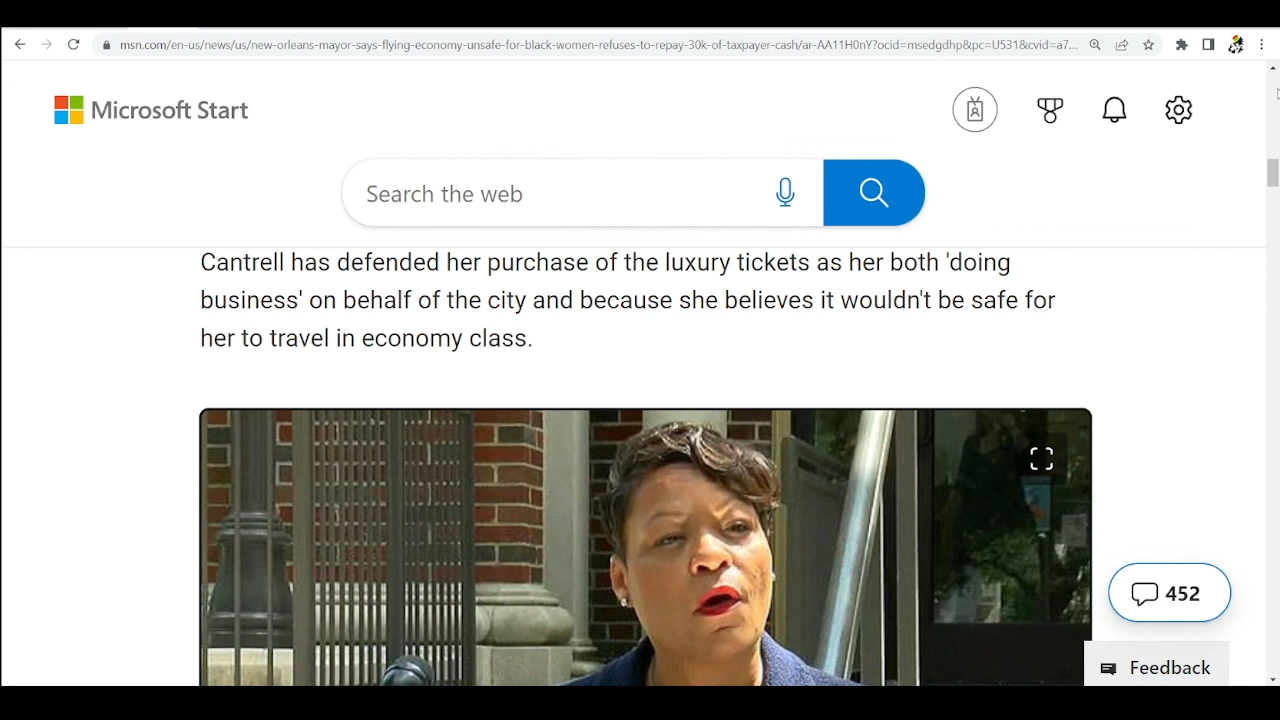 msn.com/en-us/news/us/new-orleans-mayor-says-flying-economy-unsafe-for-black-women-refuses-to-repay-30k-of-taxpayer-cash/ar-AA11H0nY?ocid=msedgdhp&pc=U531&cvid=a7...
Microsoft Start
Search the web
Cantrell has defended her purchase of the luxury tickets as her both 'doing
business' on behalf of the city and because she believes it wouldn't be safe for
her to travel in economy class.
452
Feedback